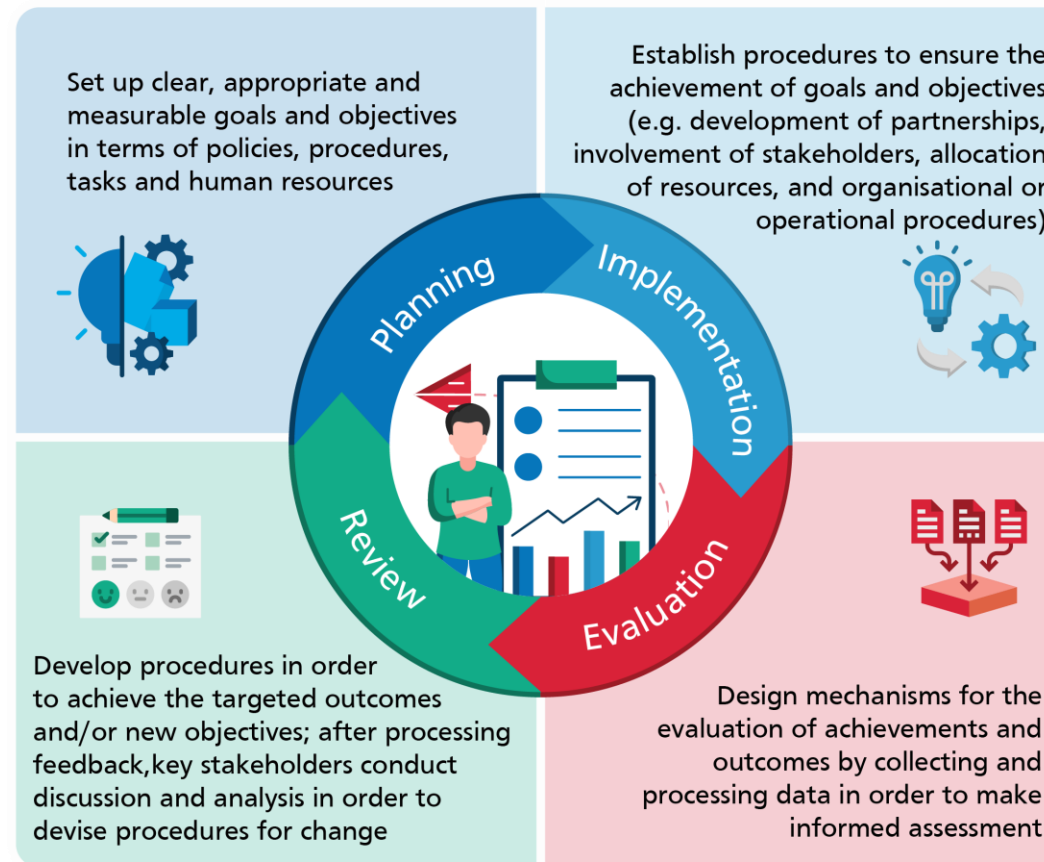 Set up clear, appropriate and
measurable goals and objectives
in terms of policies, procedures,
tasks and human resources
Establish procedures to ensure the
achievement of goals and objectives
(e.g. development of partnerships,
involvement of stakeholders, allocation
of resources, and organisational or
operational procedures)
Planning
Implementation
Review
Evaluation
Develop procedures in order
to achieve the targeted outcomes
and/or new objectives; after processing
feedback,key stakeholders conduct
discussion and analysis in order to
devise procedures for change
Design mechanisms for the
evaluation of achievements and
outcomes by collecting and
processing data in order to make
informed assessment